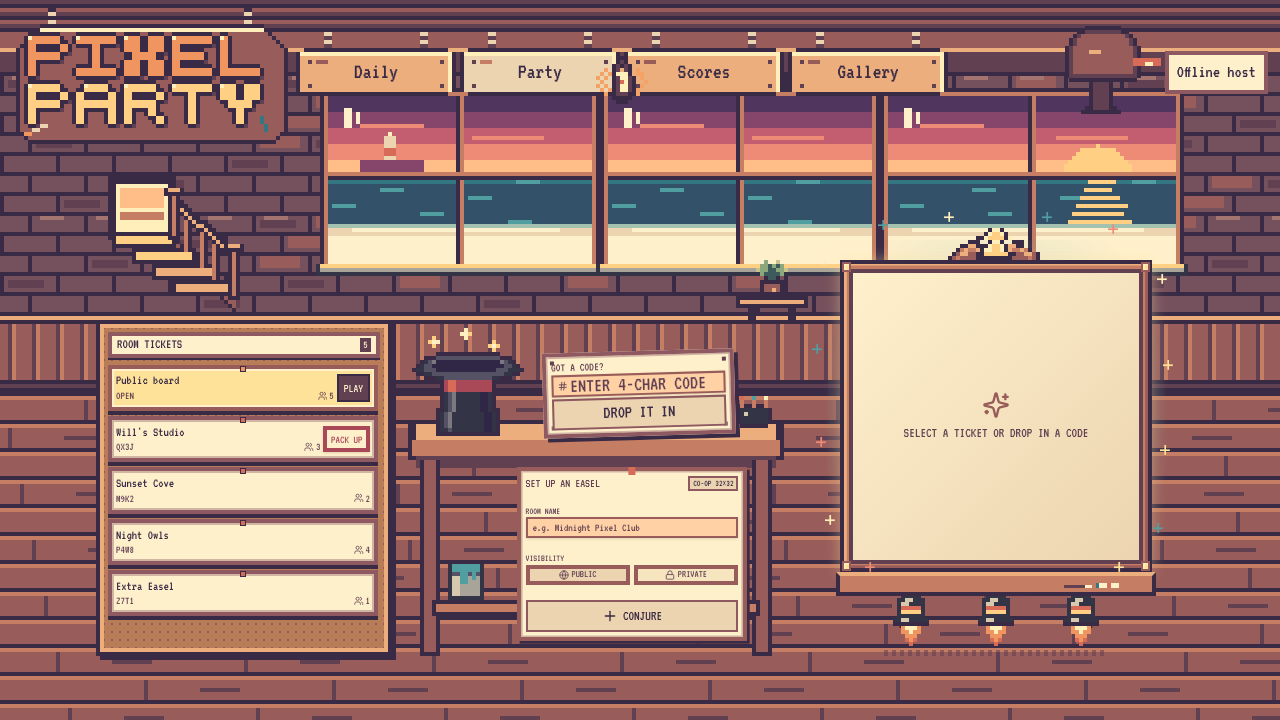 PIXEL
PARTY
Daily
Party
Scores
Gallery
Offline host
ROOM TICKETS
5
Public board
OPEN
5
PLAY
Will's Studio
QX3J
3
PACK UP
Sunset Cove
M9K2
2
Night Owls
P4W8
4
Extra Easel
27T1
1
GOT A CODE?
# ENTER 4-CHAR CODE
DROP IT IN
SET UP AN EASEL
CO-OP 32×32
ROOM NAME
e.g. Midnight Pixel Club
VISIBILITY
PUBLIC
PRIVATE
+ CONJURE
SELECT A TICKET OR DROP IN A CODE